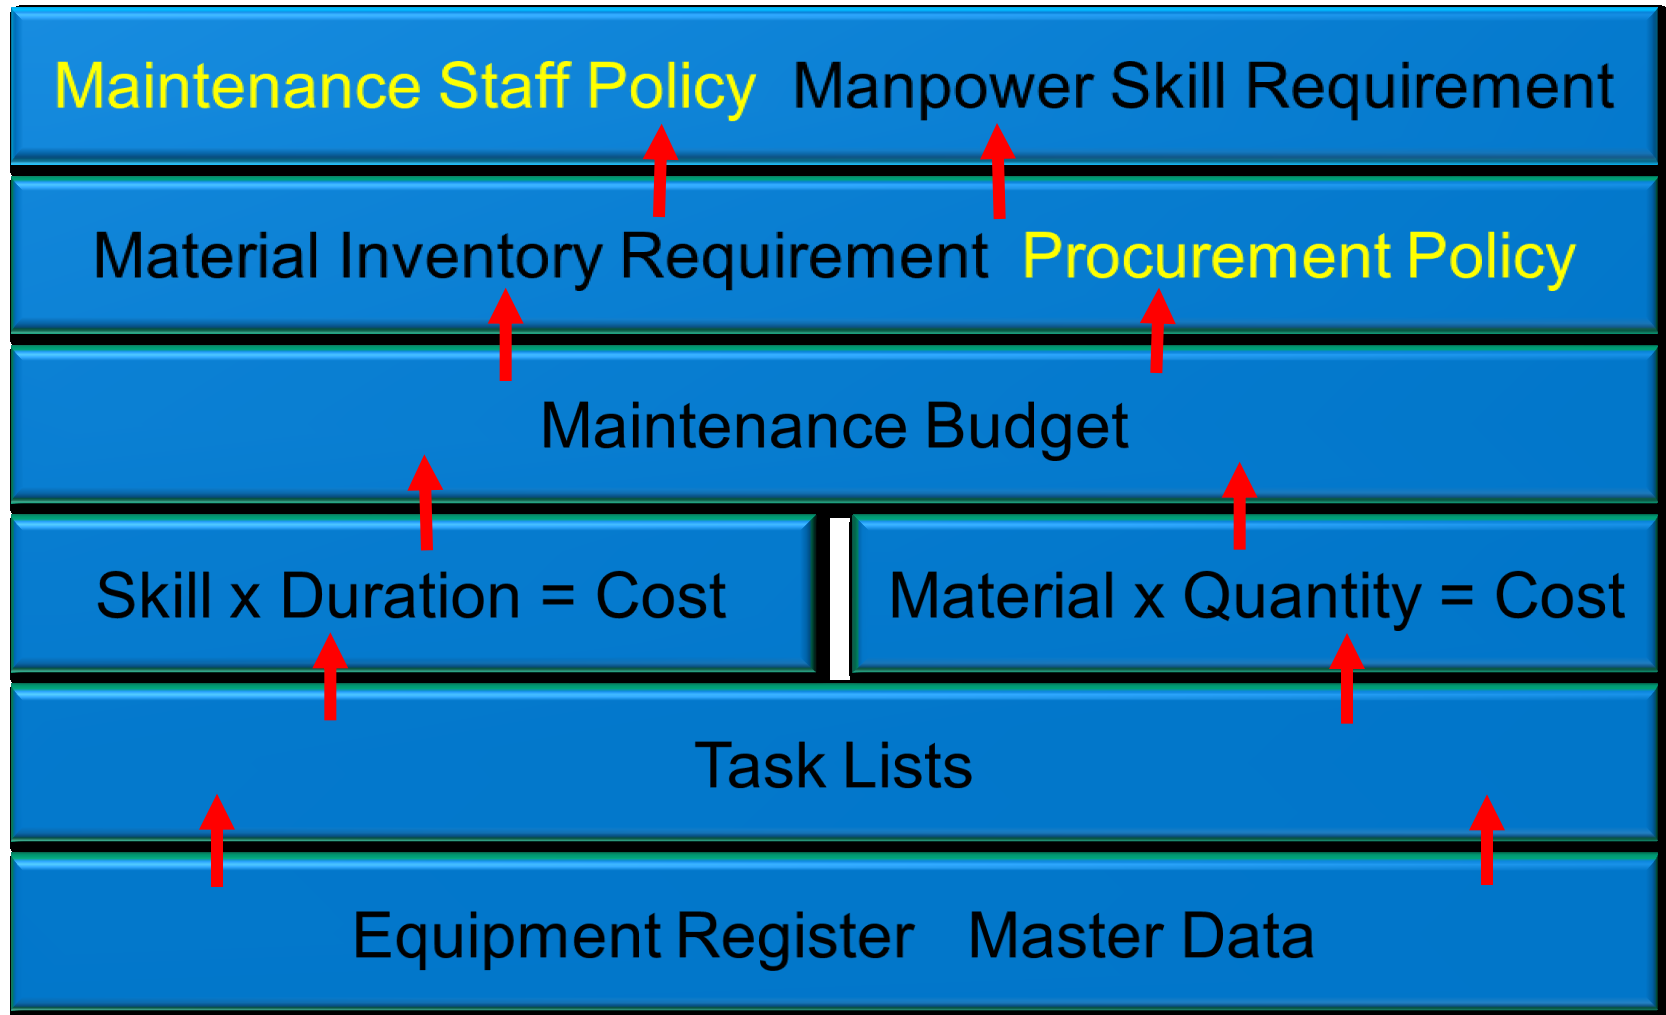 Maintenance Staff Policy Manpower Skill Requirement
Material Inventory Requirement Procurement Policy
Maintenance Budget
Skill x Duration = Cost Material x Quantity = Cost
Task Lists
Equipment Register Master Data